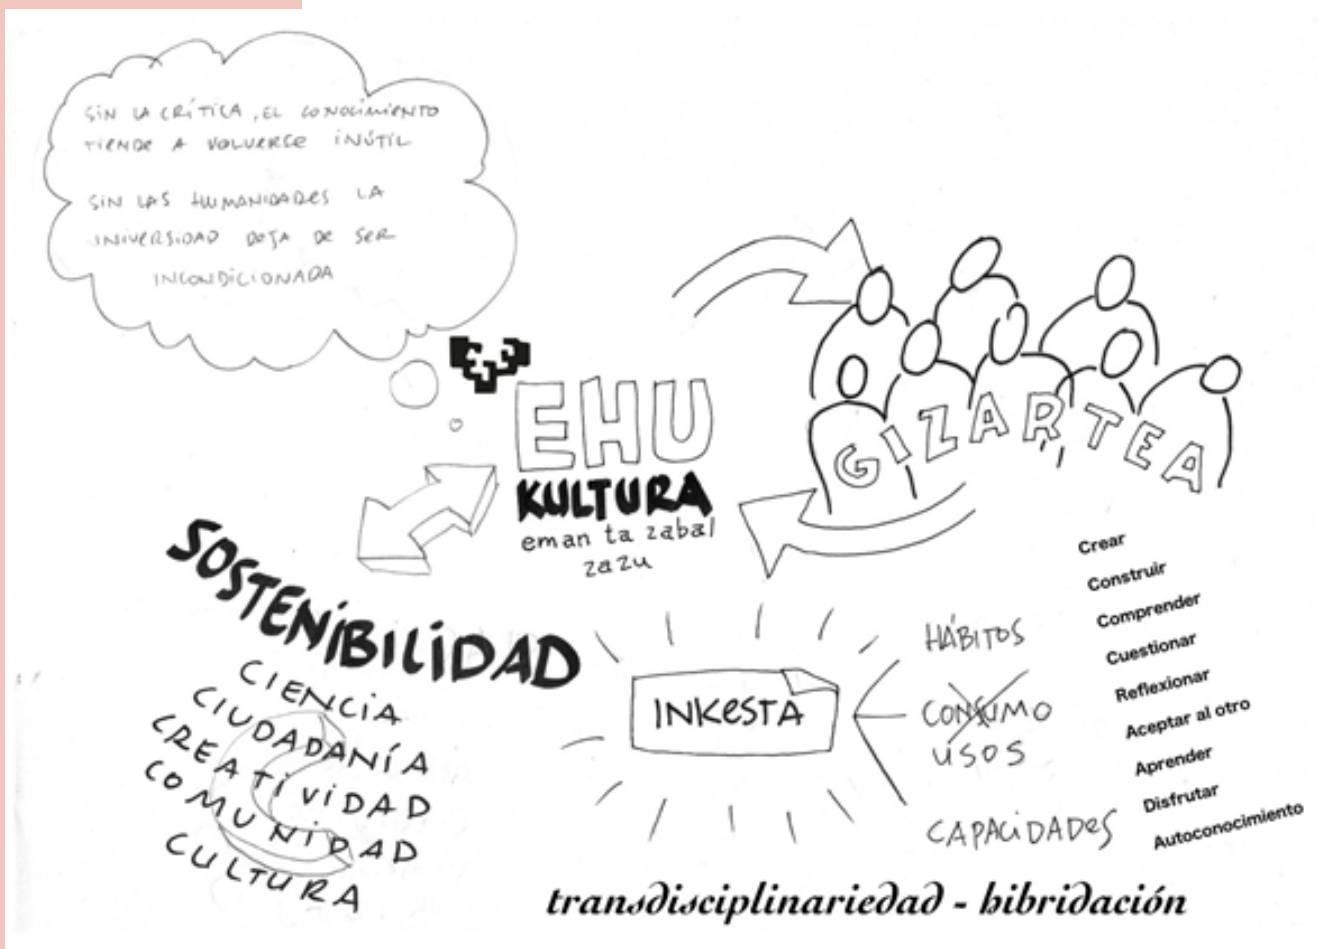 SIN LA CRÍTICA, EL CONOCIMIENTO
TIENDE A VOLVERSE INÚTIL
SIN LAS HUMANIDADES LA
UNIVERSIDAD DEJA DE SER
INCONDICIONADA
EHU
KULTURA
eman ta zabal
zazu
GIZARTEA
SOSTENIBILIDAD
CIENCIA
CIUDADANÍA
CREATIVIDAD
COMUNIDAD
CULTURA
INKESTA
HÁBITOS
CONSUMO
USOS
CAPACIDADES
Crear
Construir
Comprender
Cuestionar
Reflexionar
Aceptar al otro
Aprender
Disfrutar
Autoconocimiento
transdisciplinariedad - hibridación